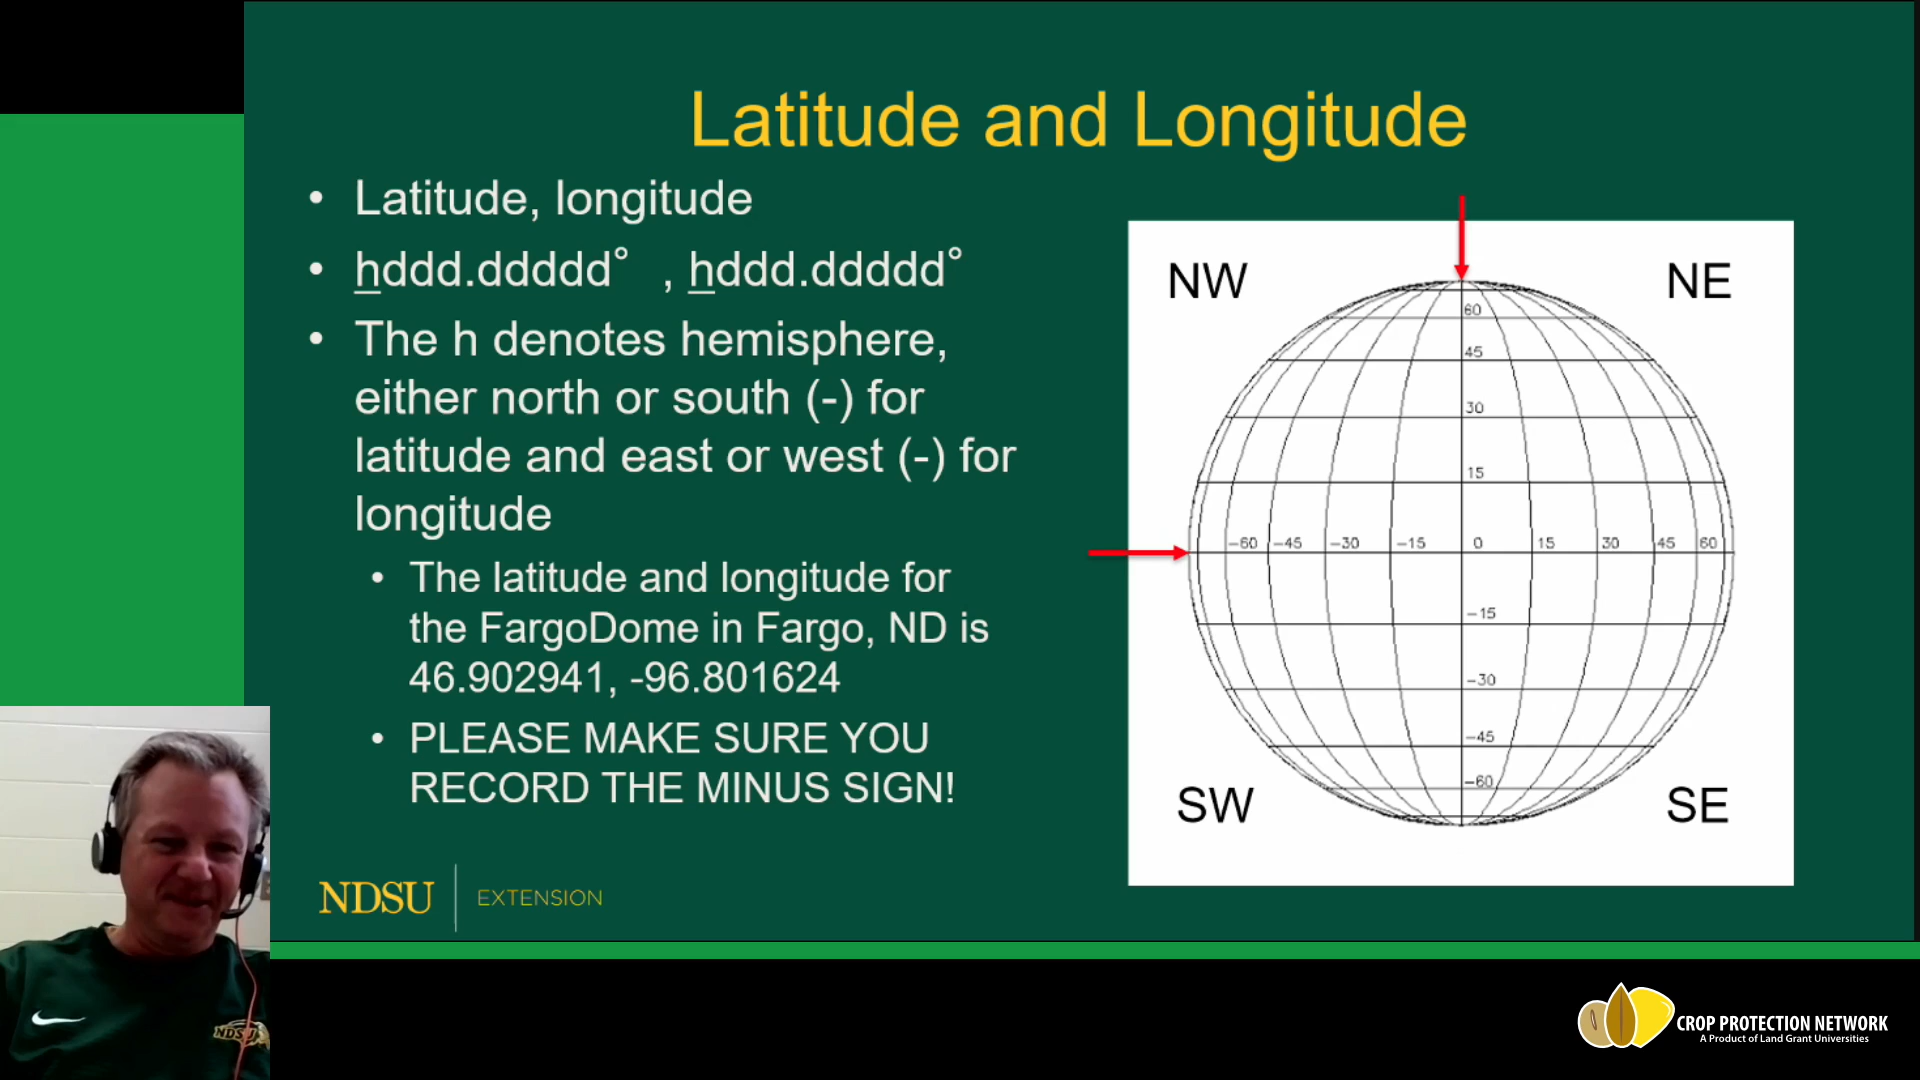 Latitude and Longitude
• Latitude, longitude
• hddd.ddddd° , hddd.ddddd°
• The h denotes hemisphere,
either north or south (-) for
latitude and east or west (-) for
longitude
• The latitude and longitude for
the FargoDome in Fargo, ND is
46.902941, -96.801624
• PLEASE MAKE SURE YOU
RECORD THE MINUS SIGN!
NW
NE
60
45
30
15
-60 -45 -30 -15 0 15 30 45 60
-15
-30
-45
-60
SW
SE
NDSU | EXTENSION
NDSU
CROP PROTECTION NETWORK
A Product of Land Grant Universities